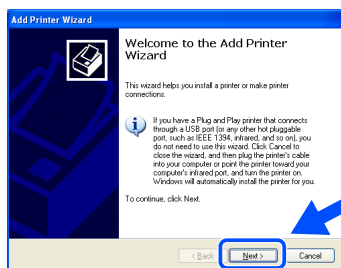 Add Printer Wizard
Welcome to the Add Printer
Wizard
This wizard helps you install a printer or make printer
connections.
If you have a Plug and Play printer that connects
through a USB port (or any other hot pluggable
port, such as IEEE 1394, infrared, and so on), you
do not need to use this wizard. Click Cancel to
close the wizard, and then plug the printer's cable
into your computer or point the printer toward your
computer's infrared port, and turn the printer on.
Windows will automatically install the printer for you.
To continue, click Next.
< Back
Next >
Cancel